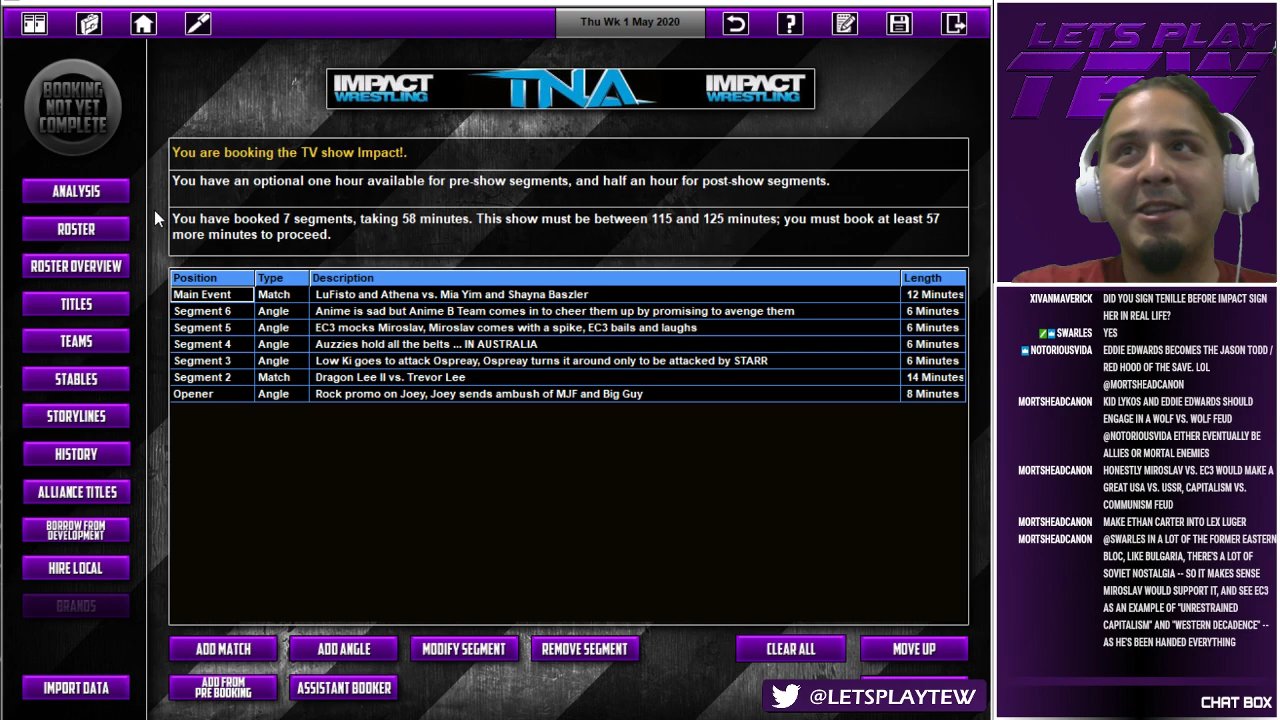 Thu Wk 1 May 2020
BOOKING
NOT YET
COMPLETE
IMPACT
WRESTLING
TNA
IMPACT
WRESTLING
You are booking the TV show Impact!.
You have an optional one hour available for pre-show segments, and half an hour for post-show segments.
You have booked 7 segments, taking 58 minutes. This show must be between 115 and 125 minutes; you must book at least 57
more minutes to proceed.
ANALYSIS
ROSTER
ROSTER OVERVIEW
TITLES
TEAMS
STABLES
STORYLINES
HISTORY
ALLIANCE TITLES
BORROW FROM
DEVELOPMENT
HIRE LOCAL
BRANDS
IMPORT DATA
Position Type Description Length
Main Event Match LuFisto and Athena vs. Mia Yim and Shayna Baszler 12 Minutes
Segment 6 Angle Anime is sad but Anime B Team comes in to cheer them up by promising to avenge them 6 Minutes
Segment 5 Angle EC3 mocks Miroslav, Miroslav comes with a spike, EC3 bails and laughs 6 Minutes
Segment 4 Angle Auzzies hold all the belts ... IN AUSTRALIA 6 Minutes
Segment 3 Angle Low Ki goes to attack Ospreay, Ospreay turns it around only to be attacked by STARR 6 Minutes
Segment 2 Match Dragon Lee II vs. Trevor Lee 14 Minutes
Opener Angle Rock promo on Joey, Joey sends ambush of MJF and Big Guy 8 Minutes
ADD MATCH ADD ANGLE MODIFY SEGMENT REMOVE SEGMENT CLEAR ALL MOVE UP
ADD FROM
PRE BOOKING
ASSISTANT BOOKER
@LETSPLAYTEW
LETS PLAY
TEW
XIVANMAVERICK DID YOU SIGN TENILLE BEFORE IMPACT SIGN
HER IN REAL LIFE?
SWARLES YES
NOTORIOUSVIDA EDDIE EDWARDS BECOMES THE JASON TODD /
RED HOOD OF THE SAVE. LOL
@MORTSHEADCANON
MORTSHEADCANON KID LYKOS AND EDDIE EDWARDS SHOULD
ENGAGE IN A WOLF VS. WOLF FEUD
@NOTORIOUSVIDA EITHER EVENTUALLY BE
ALLIES OR MORTAL ENEMIES
MORTSHEADCANON HONESTLY MIROSLAV VS. EC3 WOULD MAKE A
GREAT USA VS. USSR, CAPITALISM VS.
COMMUNISM FEUD
MORTSHEADCANON MAKE ETHAN CARTER INTO LEX LUGER
MORTSHEADCANON @SWARLES IN A LOT OF THE FORMER EASTERN
BLOC, LIKE BULGARIA, THERE'S A LOT OF
SOVIET NOSTALGIA -- SO IT MAKES SENSE
MIROSLAV WOULD SUPPORT IT, AND SEE EC3
AS AN EXAMPLE OF "UNRESTRAINED
CAPITALISM" AND "WESTERN DECADENCE" --
AS HE'S BEEN HANDED EVERYTHING
CHAT BOX